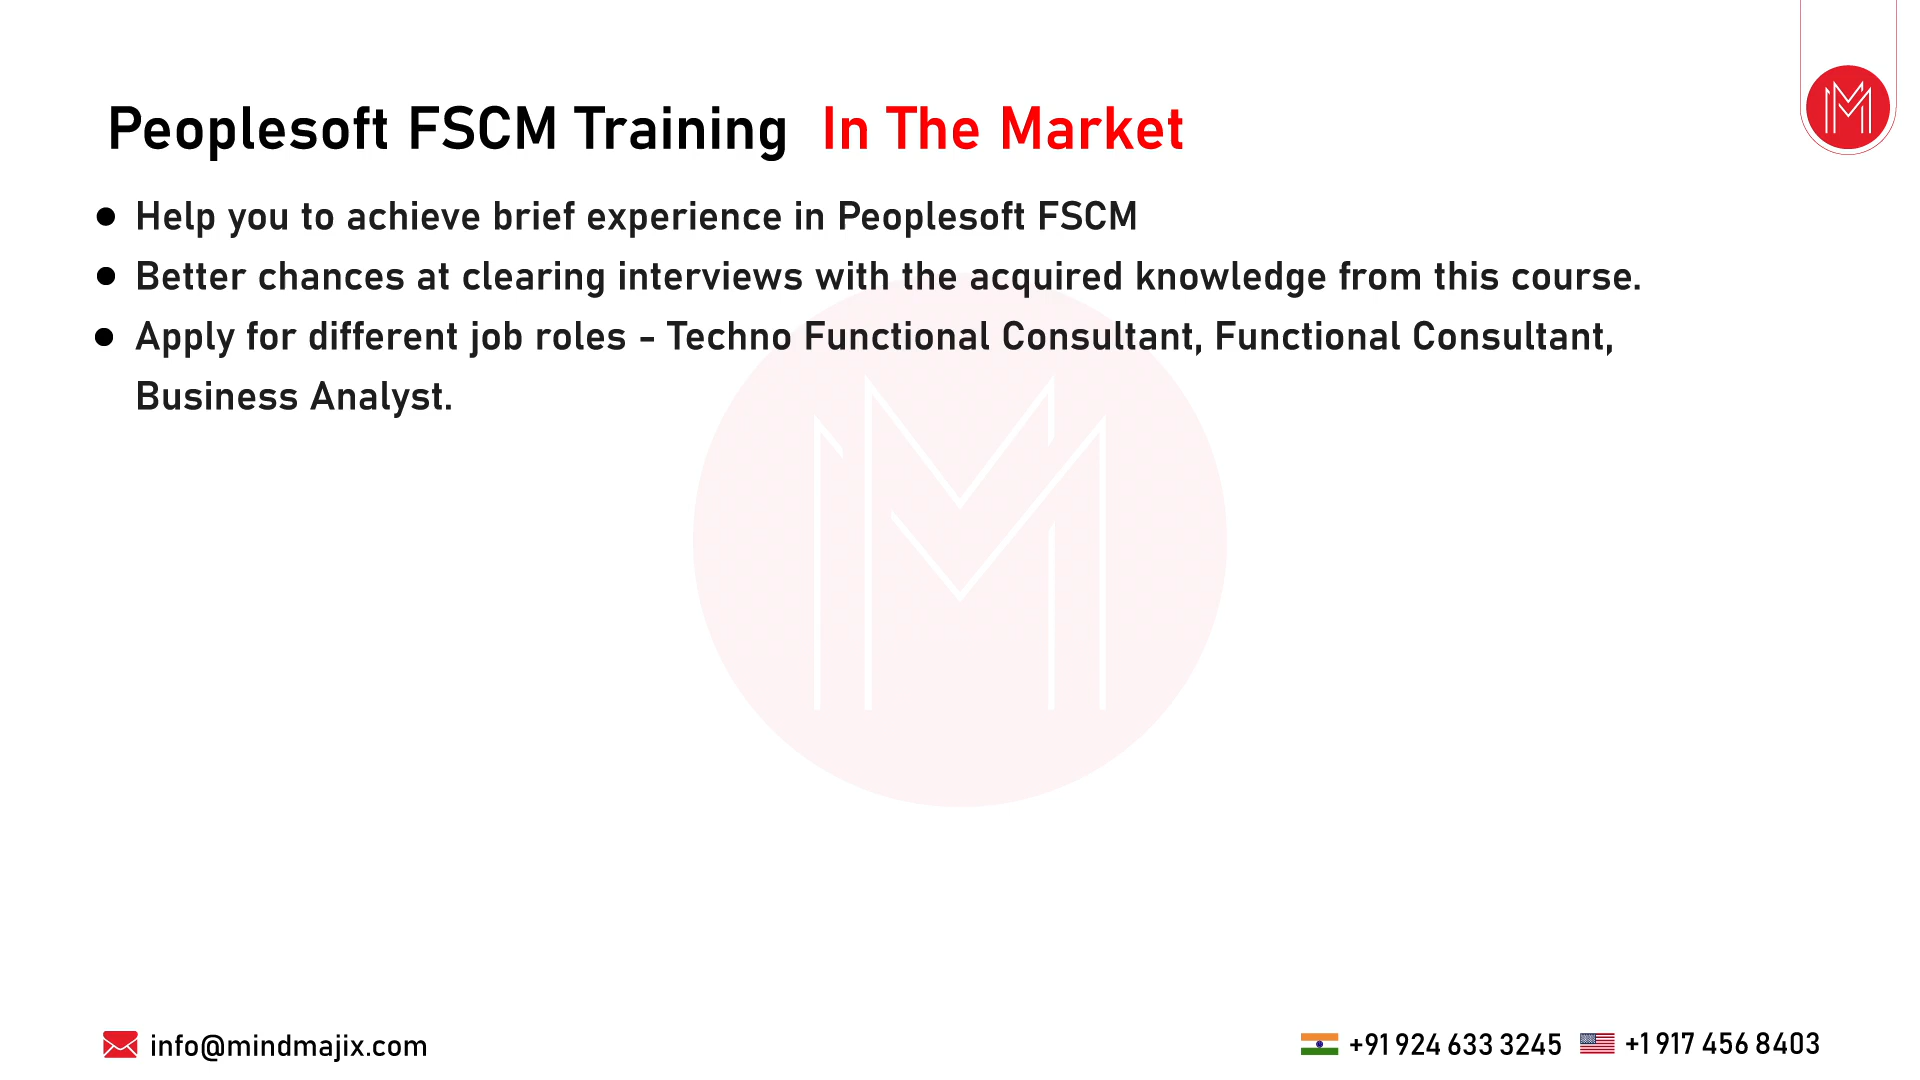 Peoplesoft FSCM Training In The Market
● Help you to achieve brief experience in Peoplesoft FSCM
● Better chances at clearing interviews with the acquired knowledge from this course.
● Apply for different job roles - Techno Functional Consultant, Functional Consultant,
Business Analyst.
info@mindmajix.com
+91 924 633 3245
+1 917 456 8403